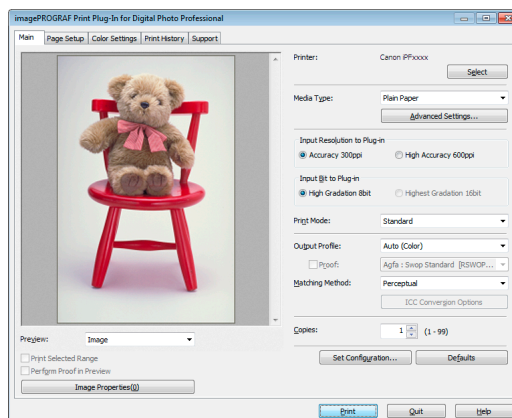 imagePROGRAF Print Plug-In for Digital Photo Professional
Main Page Setup Color Settings Print History Support
Printer: Canon iPFxxxx
Select
Media Type: Plain Paper
Advanced Settings...
Input Resolution to Plug-in
Accuracy 300ppi High Accuracy 600ppi
Input Bit to Plug-in
High Gradation 8bit Highest Gradation 16bit
Print Mode: Standard
Output Profile: Auto (Color)
Proof: Agfa : Swop Standard [RSWOP...
Matching Method: Perceptual
ICC Conversion Options
Copies: 1 (1 - 99)
Preview: Image
Print Selected Range
Perform Proof in Preview
Image Properties(J)
Set Configuration... Defaults
Print Quit Help